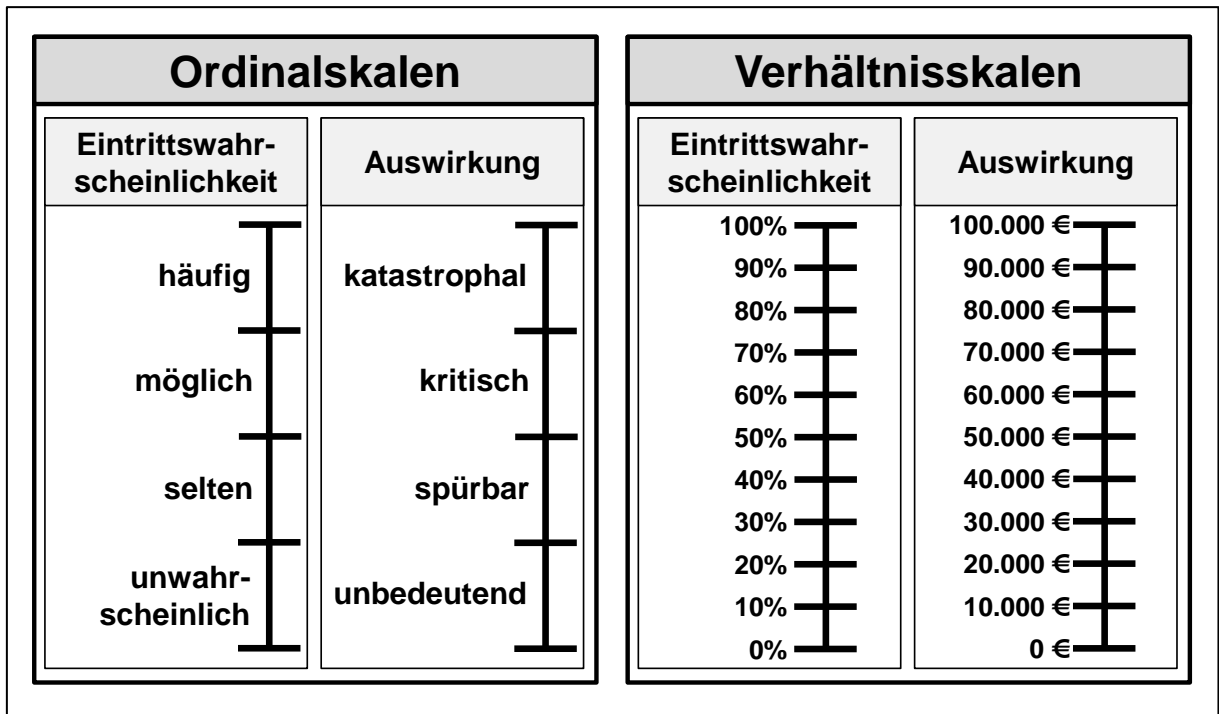 Ordinalskalen
Eintrittswahr-
scheinlichkeit
Auswirkung
häufig
möglich
selten
unwahr-
scheinlich
katastrophal
kritisch
spürbar
unbedeutend
Verhältnisskalen
Eintrittswahr-
scheinlichkeit
Auswirkung
100%
90%
80%
70%
60%
50%
40%
30%
20%
10%
0%
100.000 €
90.000 €
80.000 €
70.000 €
60.000 €
50.000 €
40.000 €
30.000 €
20.000 €
10.000 €
0 €